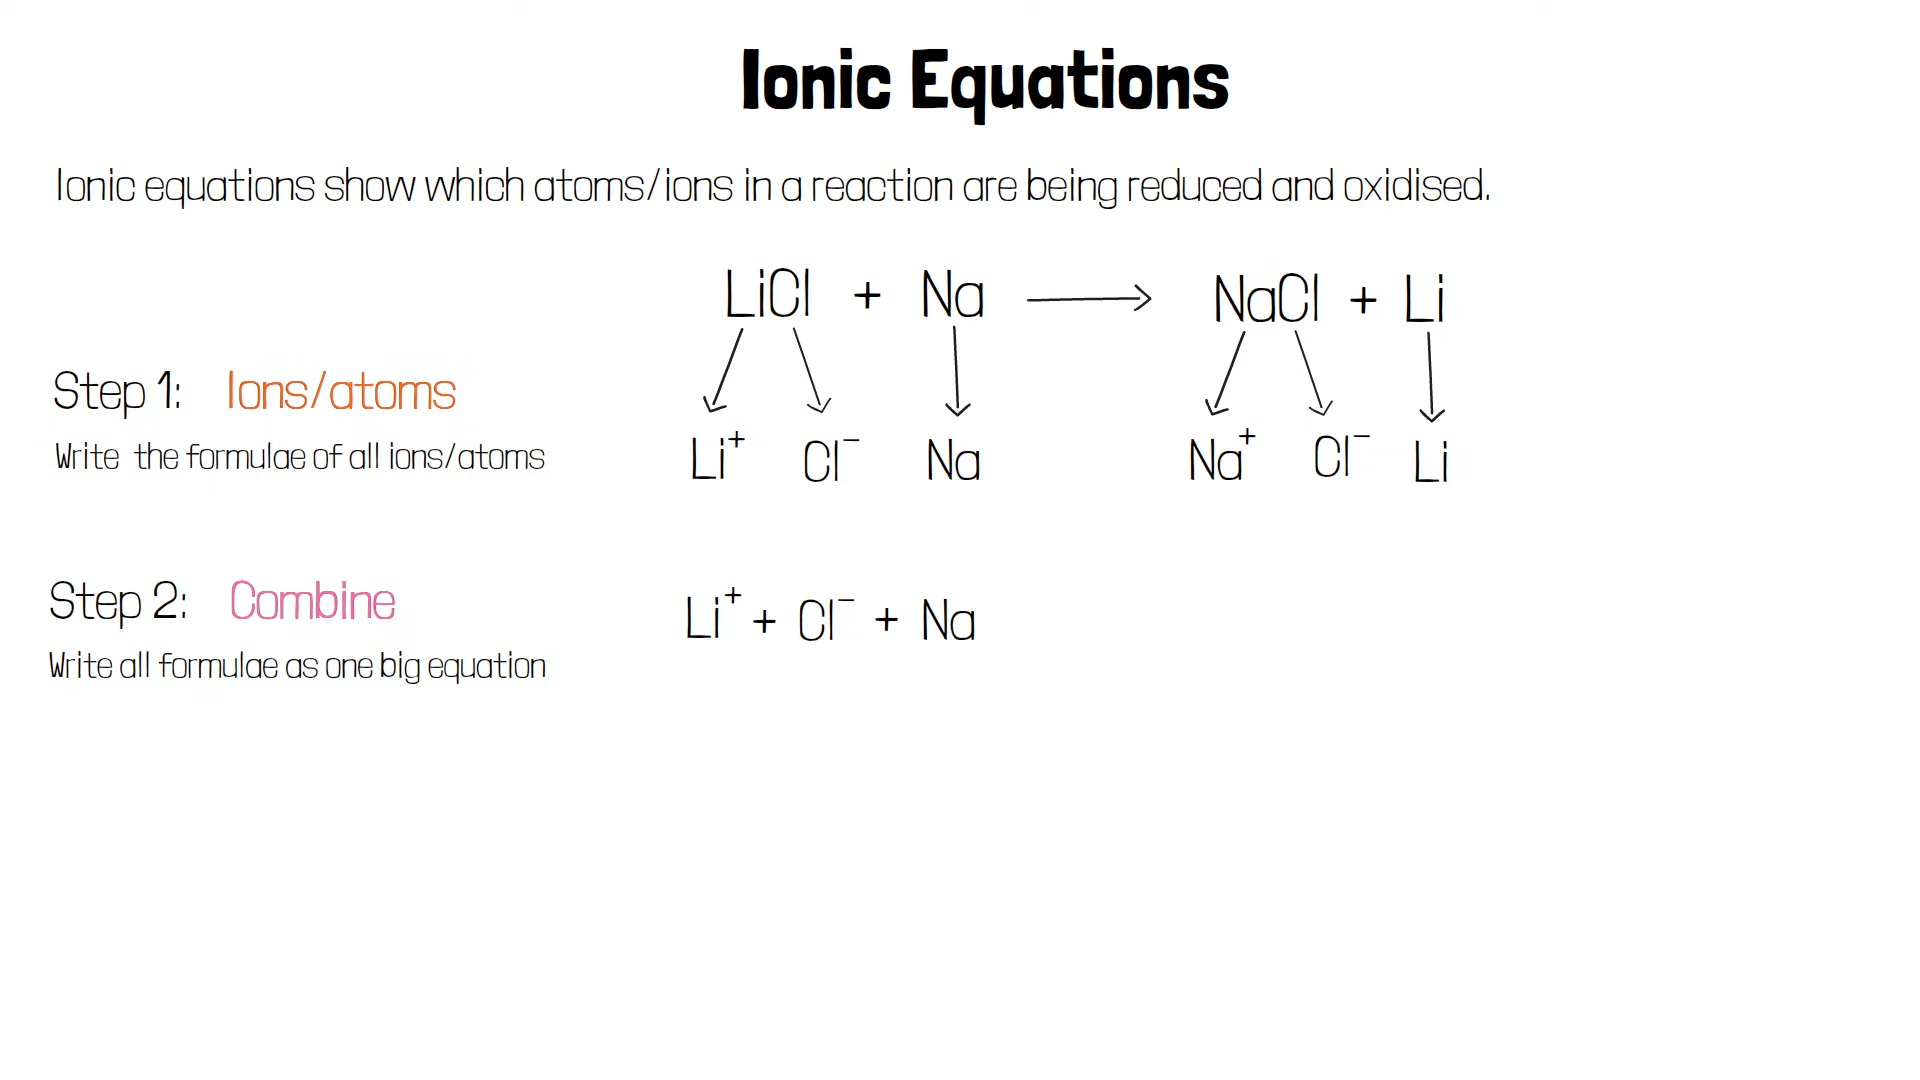 Ionic Equations
Ionic equations show which atoms/ions in a reaction are being reduced and oxidised.
LiCl + Na → NaCl + Li
Step 1: Ions/atoms
Write the formulae of all ions/atoms
Li⁺ Cl⁻ Na Na⁺ Cl⁻ Li
Step 2: Combine
Li⁺ + Cl⁻ + Na
Write all formulae as one big equation